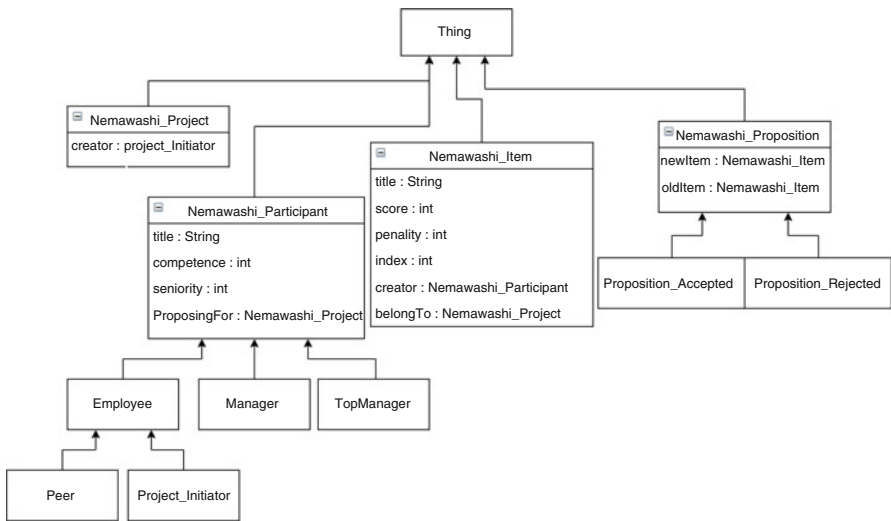 Thing
Nemawashi_Project
creator : project_Initiator
Nemawashi_Participant
title : String
competence : int
seniority : int
ProposingFor : Nemawashi_Project
Nemawashi_Item
title : String
score : int
penality : int
index : int
creator : Nemawashi_Participant
belongTo : Nemawashi_Project
Nemawashi_Proposition
newItem : Nemawashi_Item
oldItem : Nemawashi_Item
Proposition_Accepted
Proposition_Rejected
Employee
Manager
TopManager
Peer
Project_Initiator